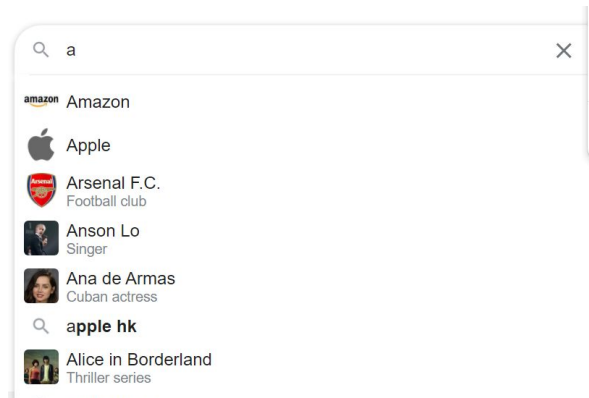 a
amazon
Amazon
Apple
Arsenal
Arsenal F.C.
Football club
Anson Lo
Singer
Ana de Armas
Cuban actress
apple hk
Alice in Borderland
Thriller series